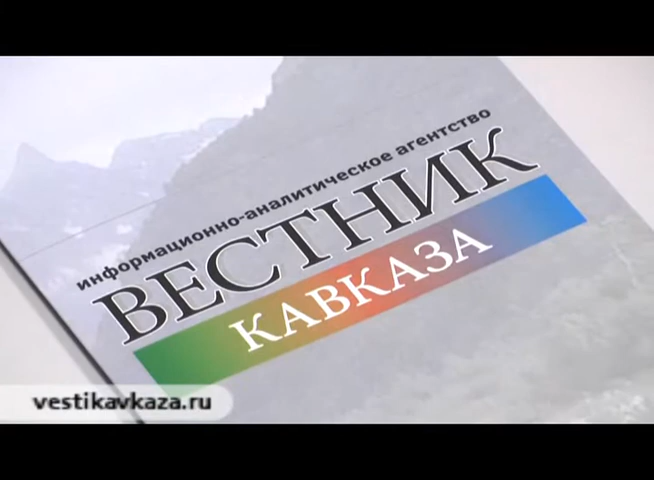 информационно-аналитическое агентство
ВЕСТНИК
КАВКАЗА
vestikavkaza.ru